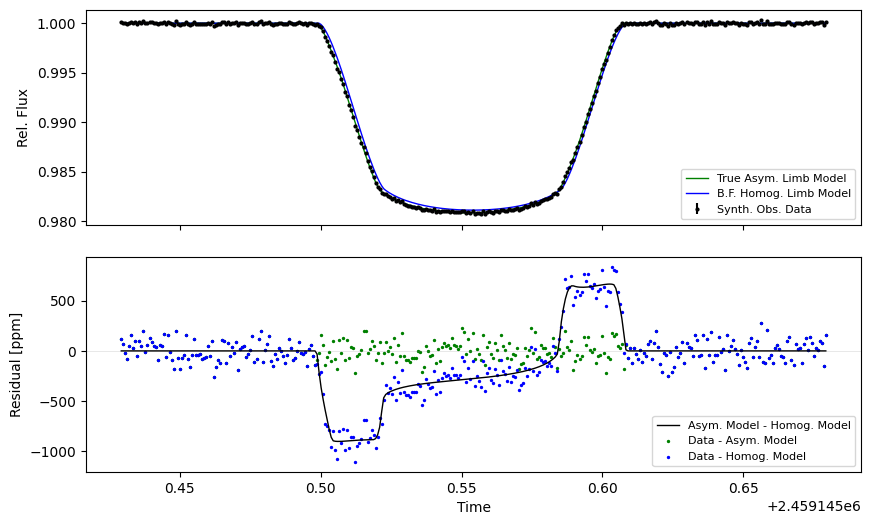 1.000
0.995
0.990
0.985
0.980
Rel. Flux
True Asym. Limb Model
B.F. Homog. Limb Model
Synth. Obs. Data
500
0
−500
−1000
Residual [ppm]
Asym. Model - Homog. Model
Data - Asym. Model
Data - Homog. Model
0.45
0.50
0.55
0.60
0.65
Time
+2.459145e6